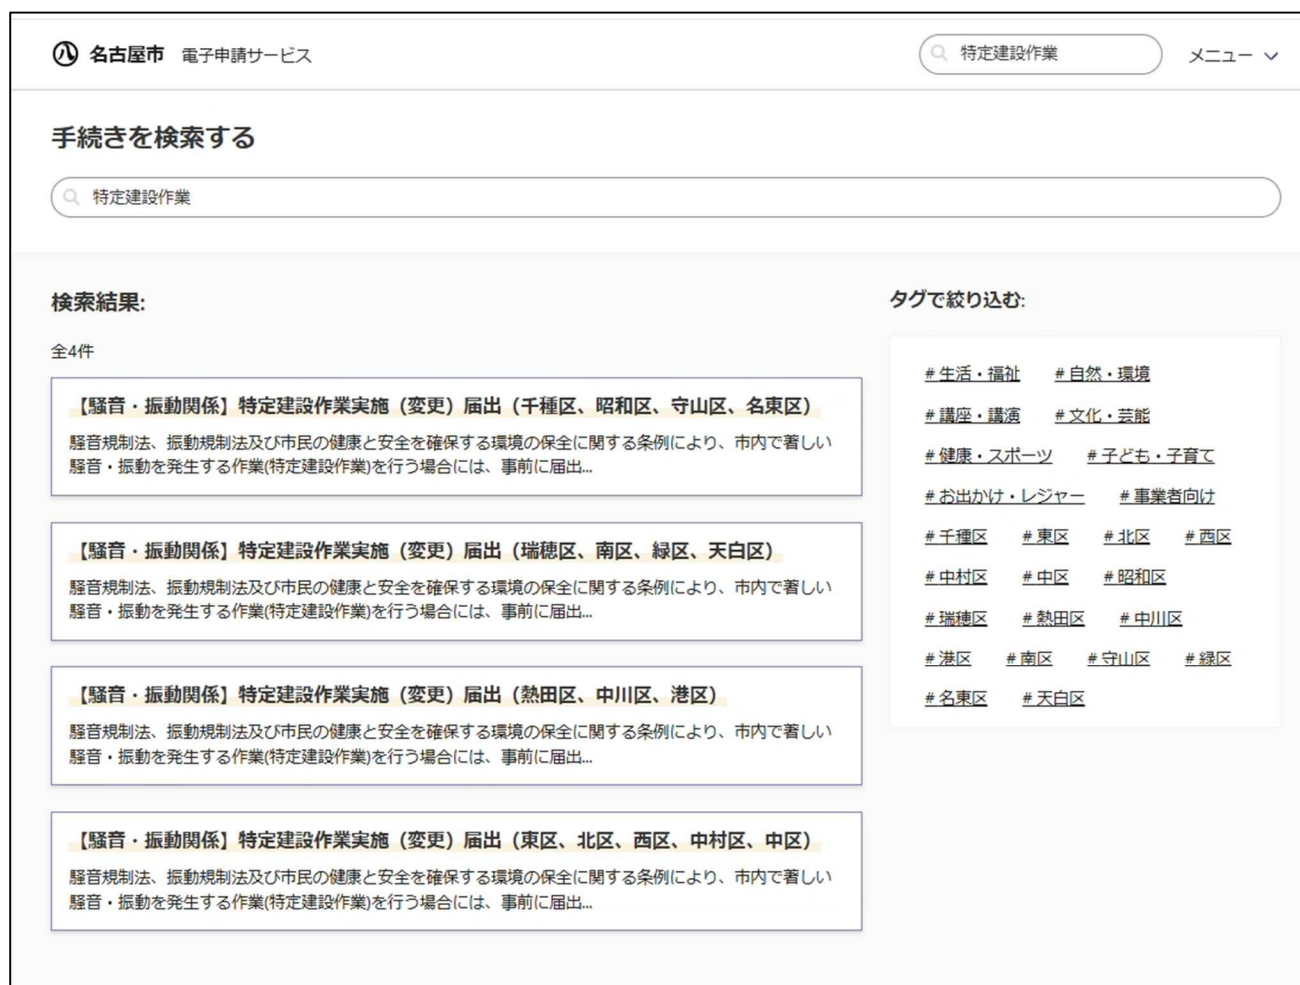 名古屋市 電子申請サービス
特定建設作業
メニュー
手続きを検索する
特定建設作業
検索結果:
全4件
【騒音・振動関係】特定建設作業実施（変更）届出（千種区、昭和区、守山区、名東区）
騒音規制法、振動規制法及び市民の健康と安全を確保する環境の保全に関する条例により、市内で著しい
騒音・振動を発生する作業(特定建設作業)を行う場合には、事前に届出...
【騒音・振動関係】特定建設作業実施（変更）届出（瑞穂区、南区、緑区、天白区）
騒音規制法、振動規制法及び市民の健康と安全を確保する環境の保全に関する条例により、市内で著しい
騒音・振動を発生する作業(特定建設作業)を行う場合には、事前に届出...
【騒音・振動関係】特定建設作業実施（変更）届出（熱田区、中川区、港区）
騒音規制法、振動規制法及び市民の健康と安全を確保する環境の保全に関する条例により、市内で著しい
騒音・振動を発生する作業(特定建設作業)を行う場合には、事前に届出...
【騒音・振動関係】特定建設作業実施（変更）届出（東区、北区、西区、中村区、中区）
騒音規制法、振動規制法及び市民の健康と安全を確保する環境の保全に関する条例により、市内で著しい
騒音・振動を発生する作業(特定建設作業)を行う場合には、事前に届出...
タグで絞り込む:
# 生活・福祉 # 自然・環境
# 講座・講演 # 文化・芸能
# 健康・スポーツ # 子ども・子育て
# お出かけ・レジャー # 事業者向け
# 千種区 # 東区 # 北区 # 西区
# 中村区 # 中区 # 昭和区
# 瑞穂区 # 熱田区 # 中川区
# 港区 # 南区 # 守山区 # 緑区
# 名東区 # 天白区